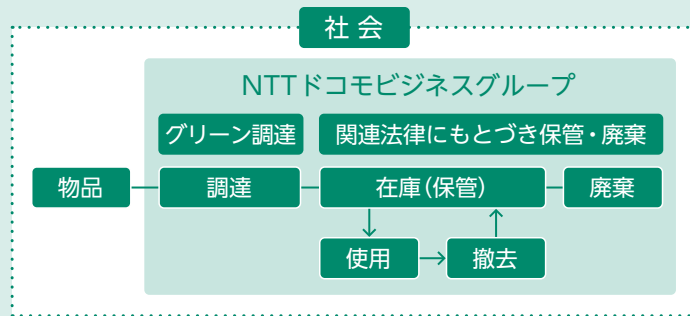 社会
NTTドコモビジネスグループ
グリーン調達
関連法律にもとづき保管・廃棄
物品
調達
在庫(保管)
廃棄
使用
撤去